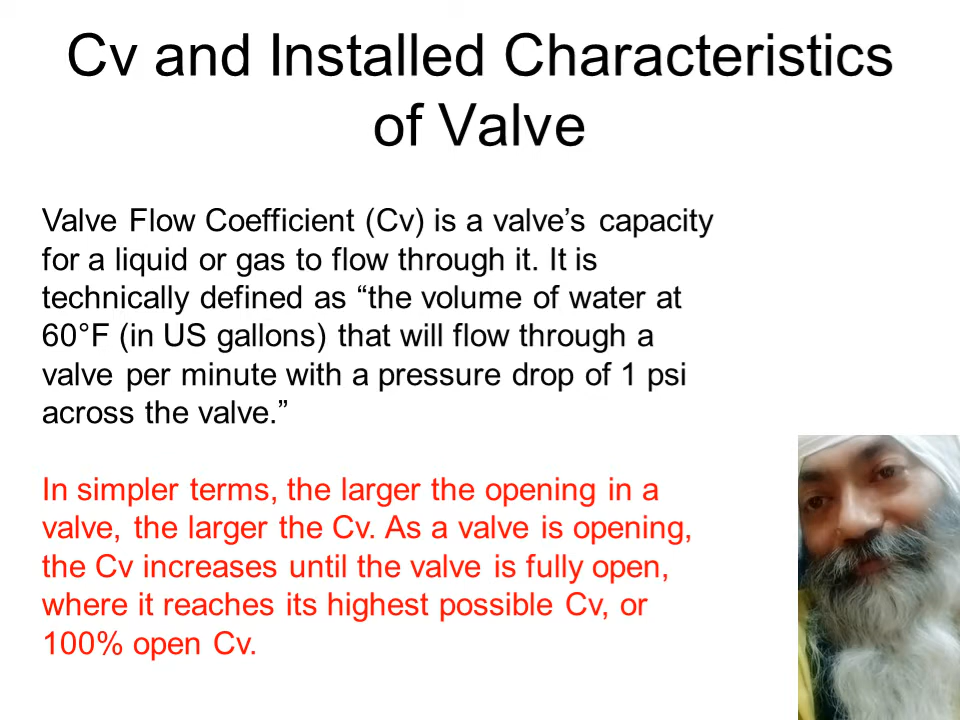 Cv and Installed Characteristics
of Valve
Valve Flow Coefficient (Cv) is a valve’s capacity
for a liquid or gas to flow through it. It is
technically defined as “the volume of water at
60°F (in US gallons) that will flow through a
valve per minute with a pressure drop of 1 psi
across the valve.”
In simpler terms, the larger the opening in a
valve, the larger the Cv. As a valve is opening,
the Cv increases until the valve is fully open,
where it reaches its highest possible Cv, or
100% open Cv.